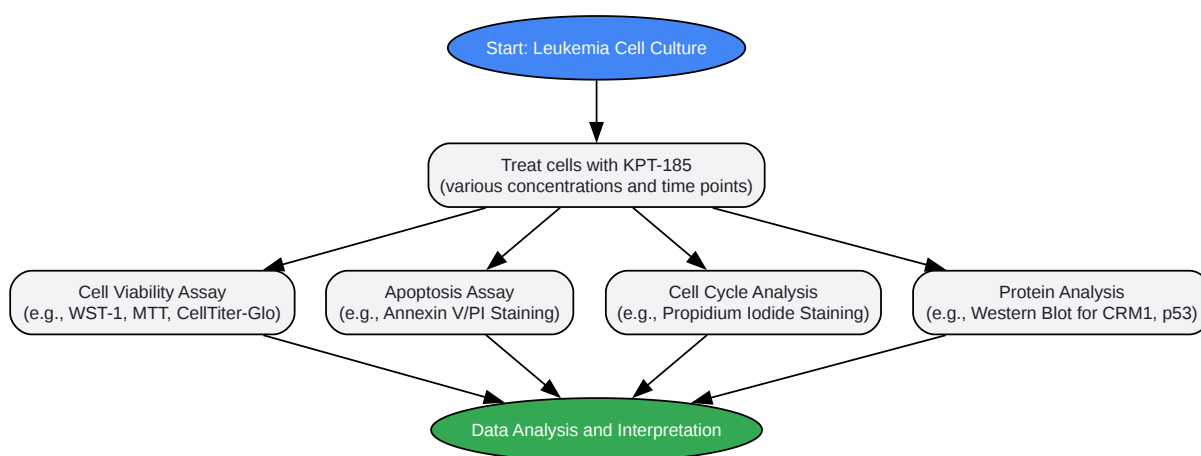 Start: Leukemia Cell Culture
Treat cells with KPT-185
(various concentrations and time points)
Cell Viability Assay
(e.g., WST-1, MTT, CellTiter-Glo)
Apoptosis Assay
(e.g., Annexin V/PI Staining)
Cell Cycle Analysis
(e.g., Propidium Iodide Staining)
Protein Analysis
(e.g., Western Blot for CRM1, p53)
Data Analysis and Interpretation